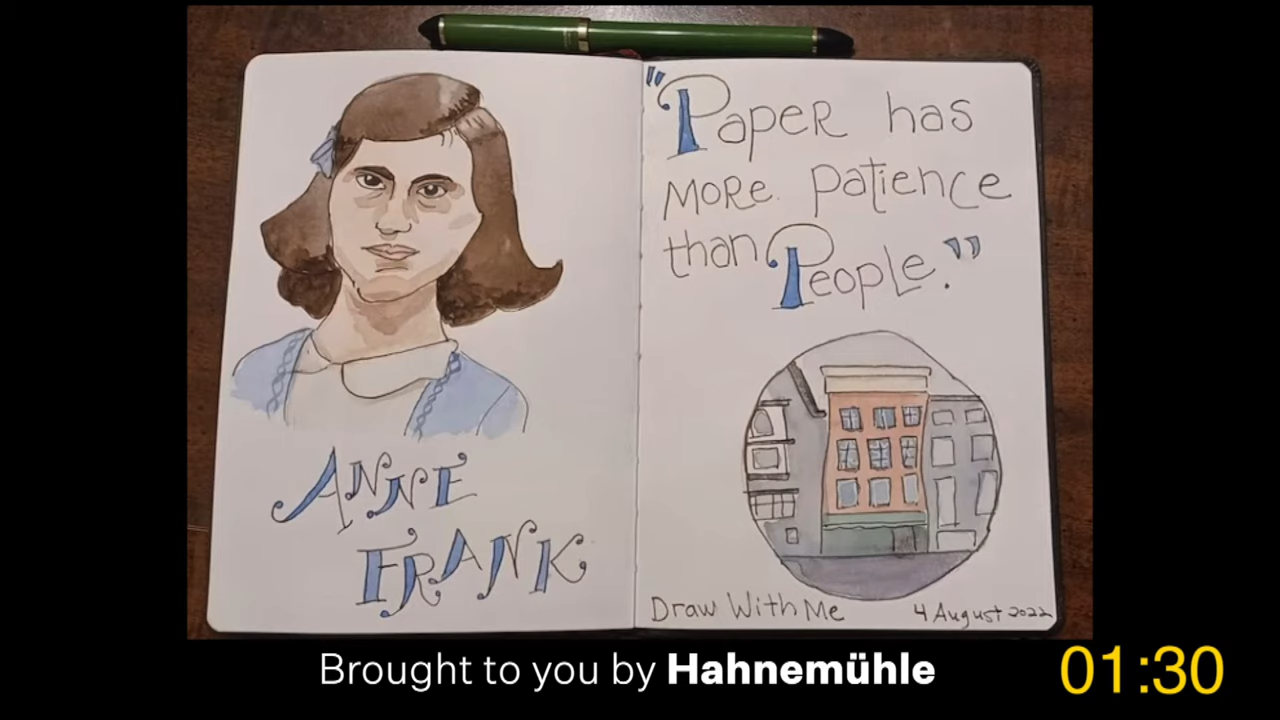 ANNE
FRANK
"Paper has
more patience
than People."
Draw With Me
4 August 2022
Brought to you by Hahnemühle
01:30